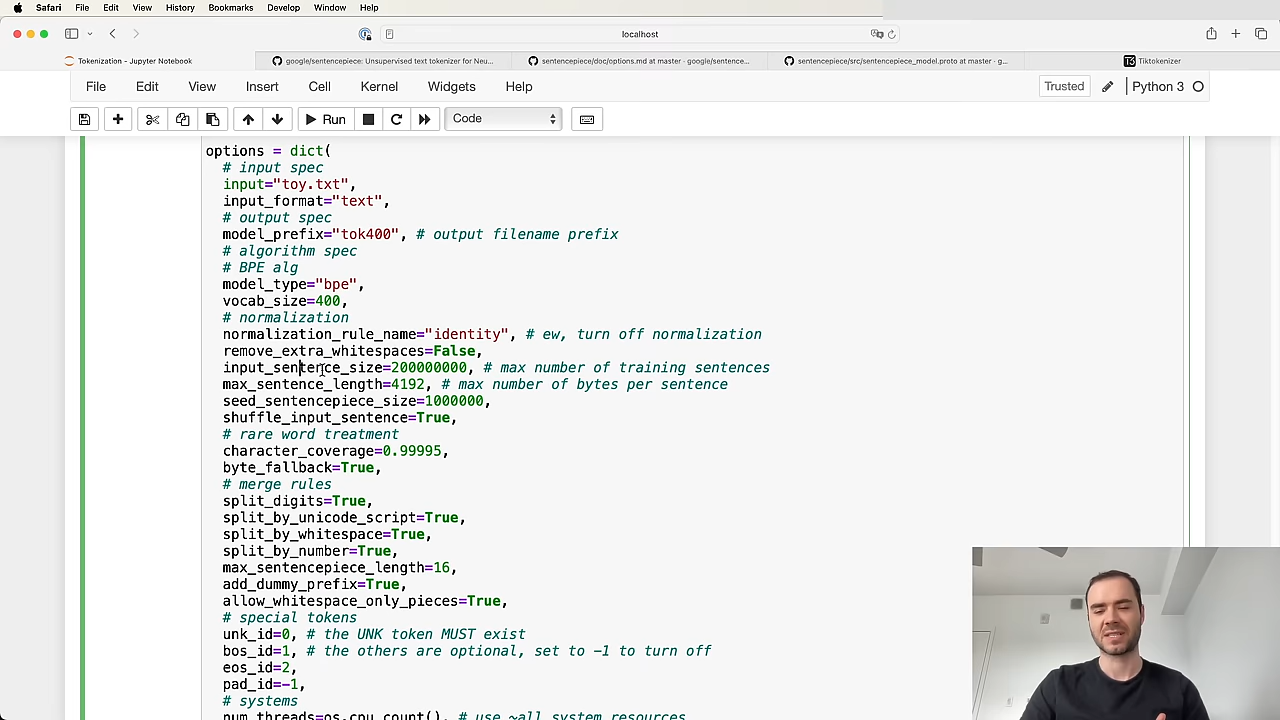 Safari File Edit View History Bookmarks Develop Window Help
localhost
Tokenization - Jupyter Notebook
google/sentencepiece: Unsupervised text tokenizer for Neu...
sentencepiece/doc/options.md at master · google/sentence...
sentencepiece/src/sentencepiece_model.proto at master · g...
Tiktokenizer
File Edit View Insert Cell Kernel Widgets Help
Trusted
Python 3
Run
Code
options = dict(
# input spec
input="toy.txt",
input_format="text",
# output spec
model_prefix="tok400", # output filename prefix
# algorithm spec
# BPE alg
model_type="bpe",
vocab_size=400,
# normalization
normalization_rule_name="identity", # ew, turn off normalization
remove_extra_whitespaces=False,
input_sentence_size=200000000, # max number of training sentences
max_sentence_length=4192, # max number of bytes per sentence
seed_sentencepiece_size=1000000,
shuffle_input_sentence=True,
# rare word treatment
character_coverage=0.99995,
byte_fallback=True,
# merge rules
split_digits=True,
split_by_unicode_script=True,
split_by_whitespace=True,
split_by_number=True,
max_sentencepiece_length=16,
add_dummy_prefix=True,
allow_whitespace_only_pieces=True,
# special tokens
unk_id=0, # the UNK token MUST exist
bos_id=1, # the others are optional, set to -1 to turn off
eos_id=2,
pad_id=-1,
# systems
num_threads=os.cpu_count(), # use ~all system resources